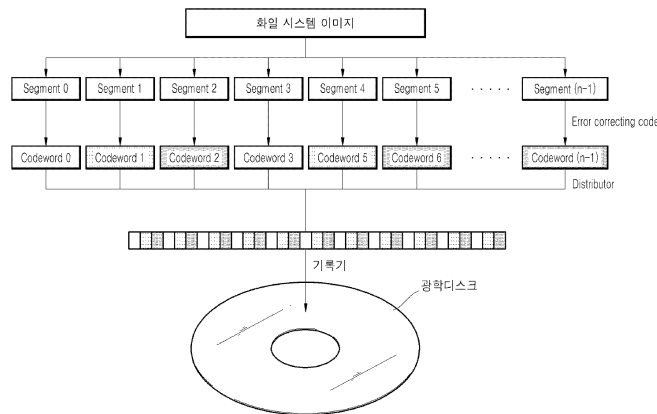 화일 시스템 이미지
Segment 0 Segment 1 Segment 2 Segment 3 Segment 4 Segment 5 ····· Segment (n-1)
Error correcting code
Codeword 0 Codeword 1 Codeword 2 Codeword 3 Codeword 5 Codeword 6 ····· Codeword (n-1)
Distributor
기록기
광학디스크